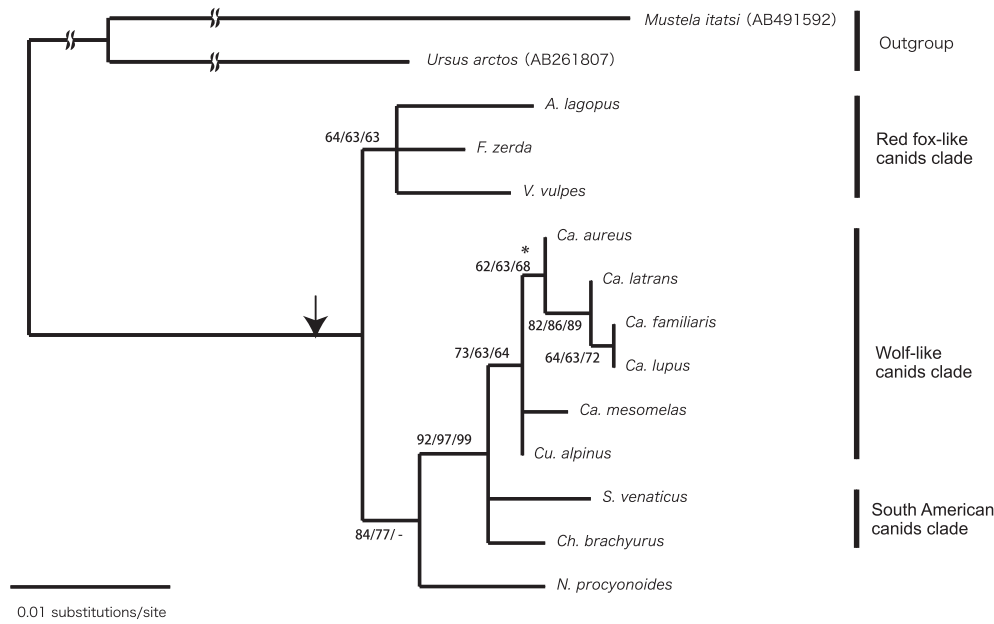 Mustela itatsi (AB491592)
Outgroup
Ursus arctos (AB261807)
A. lagopus
64/63/63
Red fox-like
canids clade
F. zerda
V. vulpes
Ca. aureus
*
62/63/68
Ca. latrans
82/86/89
Ca. familiaris
64/63/72
Ca. lupus
73/63/64
Wolf-like
canids clade
Ca. mesomelas
92/97/99
Cu. alpinus
S. venaticus
South American
canids clade
84/77/ -
Ch. brachyurus
N. procyonoides
0.01 substitutions/site